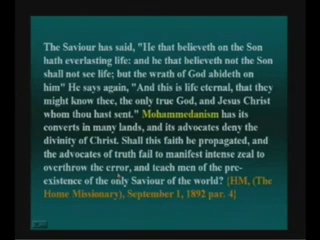 The Saviour has said, "He that believeth on the Son
hath everlasting life: and he that believeth not the Son
shall not see life; but the wrath of God abideth on
him" He says again, "And this is life eternal, that they
might know thee, the only true God, and Jesus Christ
whom thou hast sent." Mohammedanism has its
converts in many lands, and its advocates deny the
divinity of Christ. Shall this faith be propagated, and
the advocates of truth fail to manifest intense zeal to
overthrow the error, and teach men of the pre-
existence of the only Saviour of the world? {HM, (The
Home Missionary), September 1, 1892 par. 4}